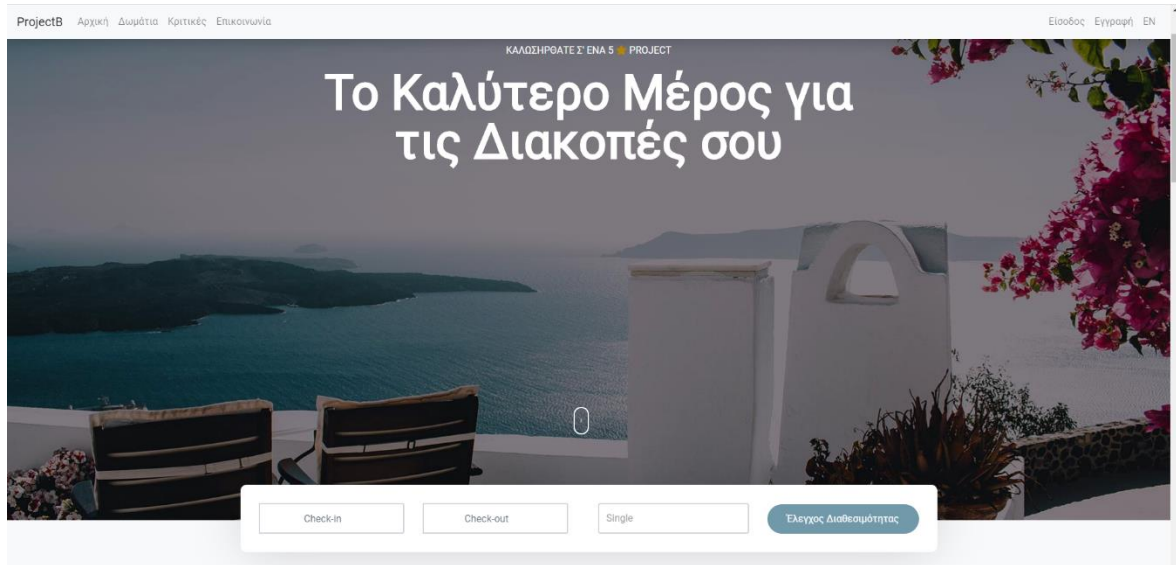 ProjectB Αρχική Δωμάτια Κριτικές Επικοινωνία Είσοδος Εγγραφή EN
ΚΑΛΩΣΗΡΘΑΤΕ Σ' ΕΝΑ 5 PROJECT
Το Καλύτερο Μέρος για
τις Διακοπές σου
Check-in Check-out Single Έλεγχος Διαθεσιμότητας